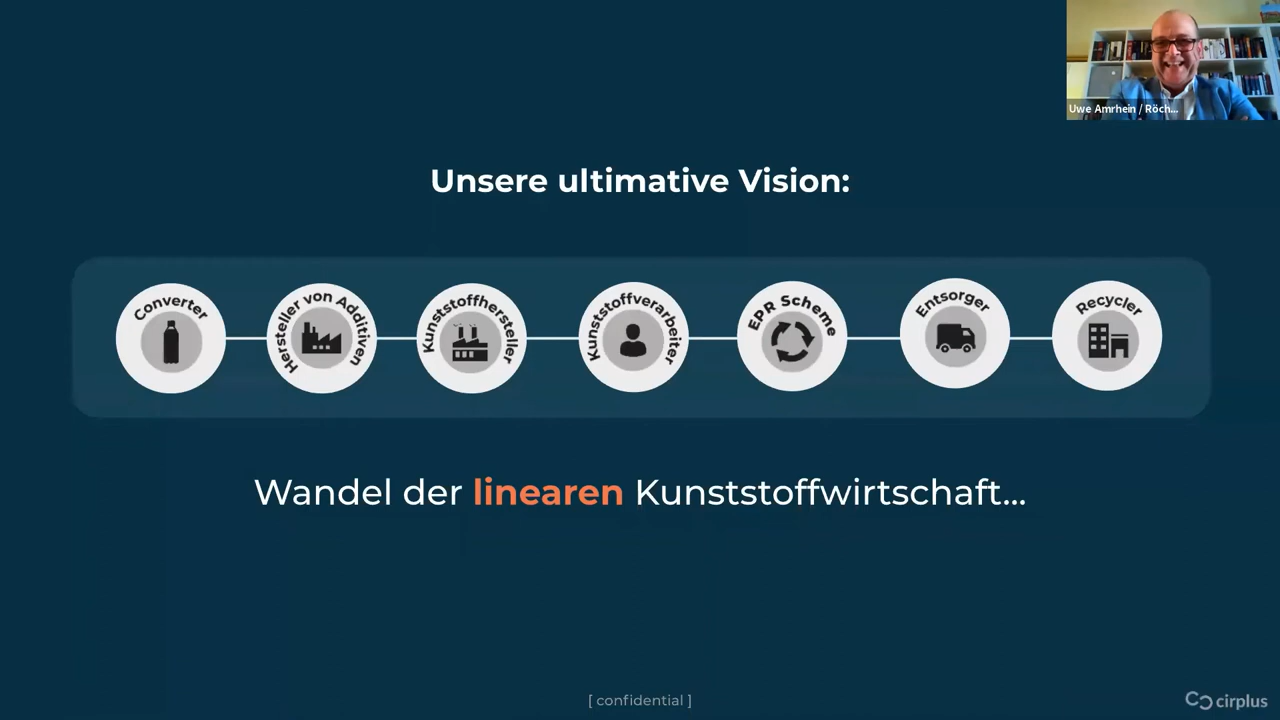 Uwe Amrhein / Röch...
Unsere ultimative Vision:
Converter
Hersteller von Additiven
Kunststoffhersteller
Kunststoffverarbeiter
EPR Scheme
Entsorger
Recycler
Wandel der linearen Kunststoffwirtschaft...
[ confidential ]
cirplus